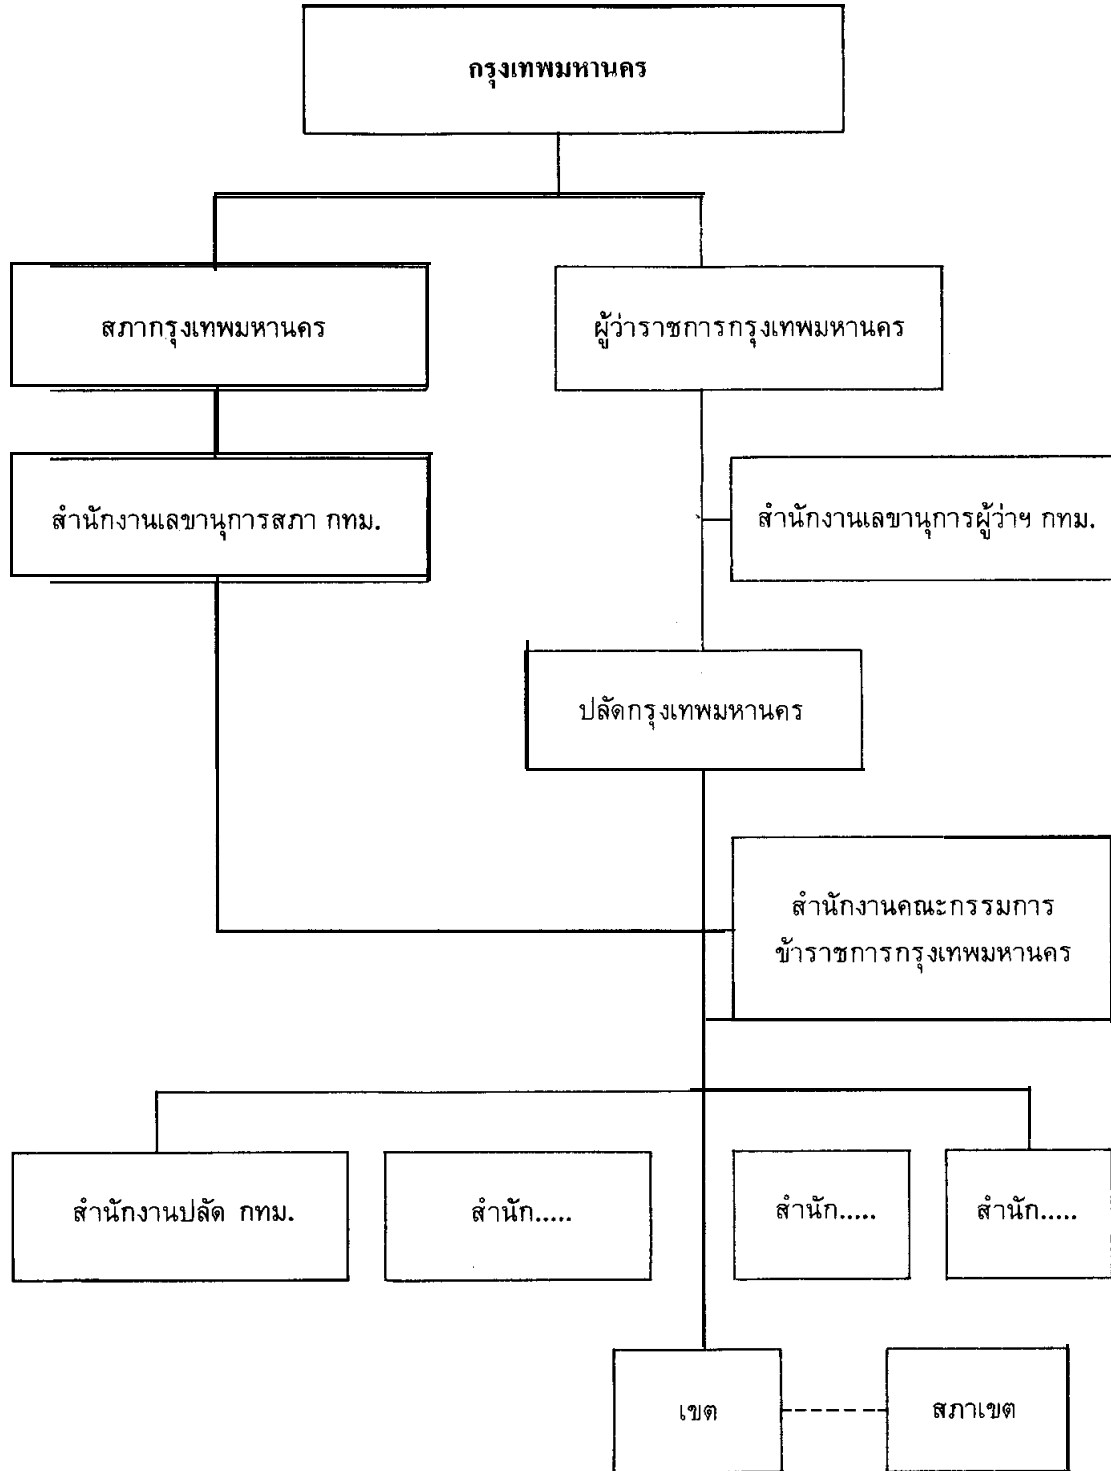 กรุงเทพมหานคร
สภากรุงเทพมหานคร
ผู้ว่าราชการกรุงเทพมหานคร
สำนักงานเลขานุการสภา กทม.
สำนักงานเลขานุการผู้ว่าฯ กทม.
ปลัดกรุงเทพมหานคร
สำนักงานคณะกรรมการ
ข้าราชการกรุงเทพมหานคร
สำนักงานปลัด กทม.
สำนัก.....
สำนัก.....
สำนัก.....
เขต
สภาเขต